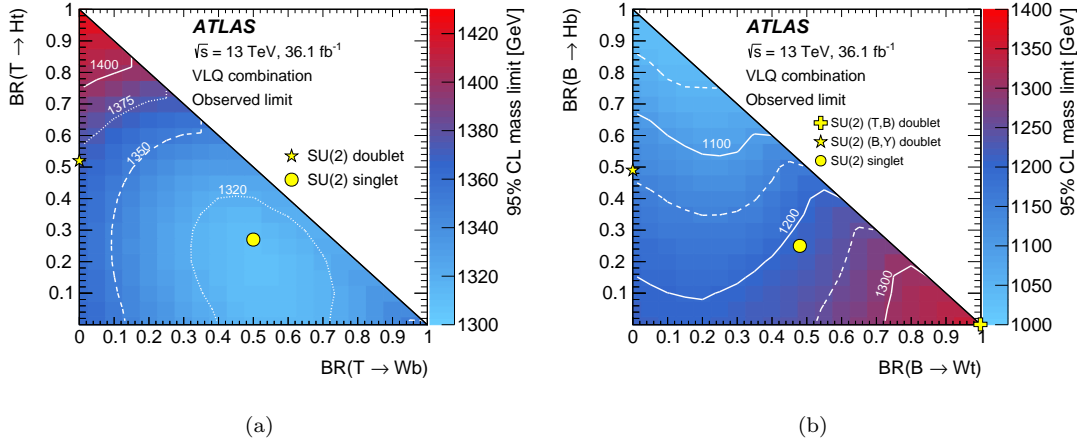 BR(T → Ht)
1
0.9
0.8
0.7
0.6
0.5
0.4
0.3
0.2
0.1
0 0.1 0.2 0.3 0.4 0.5 0.6 0.7 0.8 0.9 1
BR(T → Wb)
ATLAS
√s = 13 TeV, 36.1 fb⁻¹
VLQ combination
Observed limit
SU(2) doublet
SU(2) singlet
1400
1375
1350
1320
1420
1400
1380
1360
1340
1320
1300
95% CL mass limit [GeV]
(a)
BR(B → Hb)
1
0.9
0.8
0.7
0.6
0.5
0.4
0.3
0.2
0.1
0 0.1 0.2 0.3 0.4 0.5 0.6 0.7 0.8 0.9 1
BR(B → Wt)
ATLAS
√s = 13 TeV, 36.1 fb⁻¹
VLQ combination
Observed limit
SU(2) (T,B) doublet
SU(2) (B,Y) doublet
SU(2) singlet
1100
1200
1300
1400
1350
1300
1250
1200
1150
1100
1050
1000
95% CL mass limit [GeV]
(b)